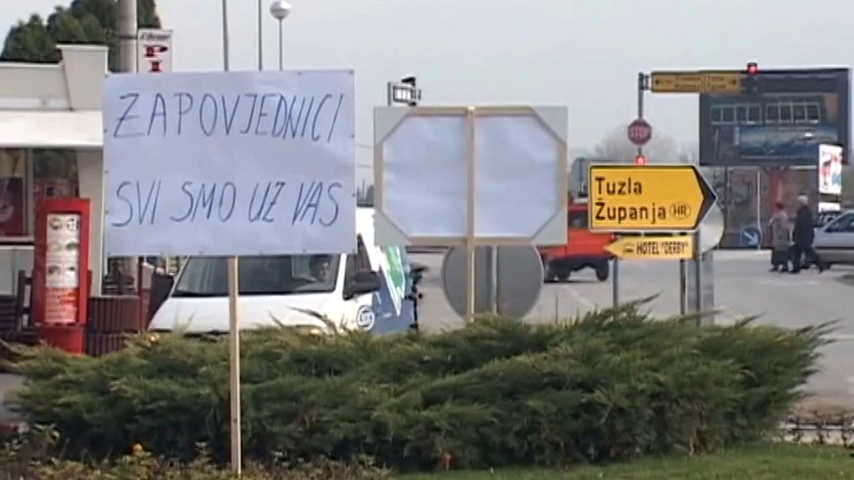 ZAPOVJEDNICI
SVI SMO UZ VAS
STOP
Tuzla
Županja HR
HOTEL "DERBY"